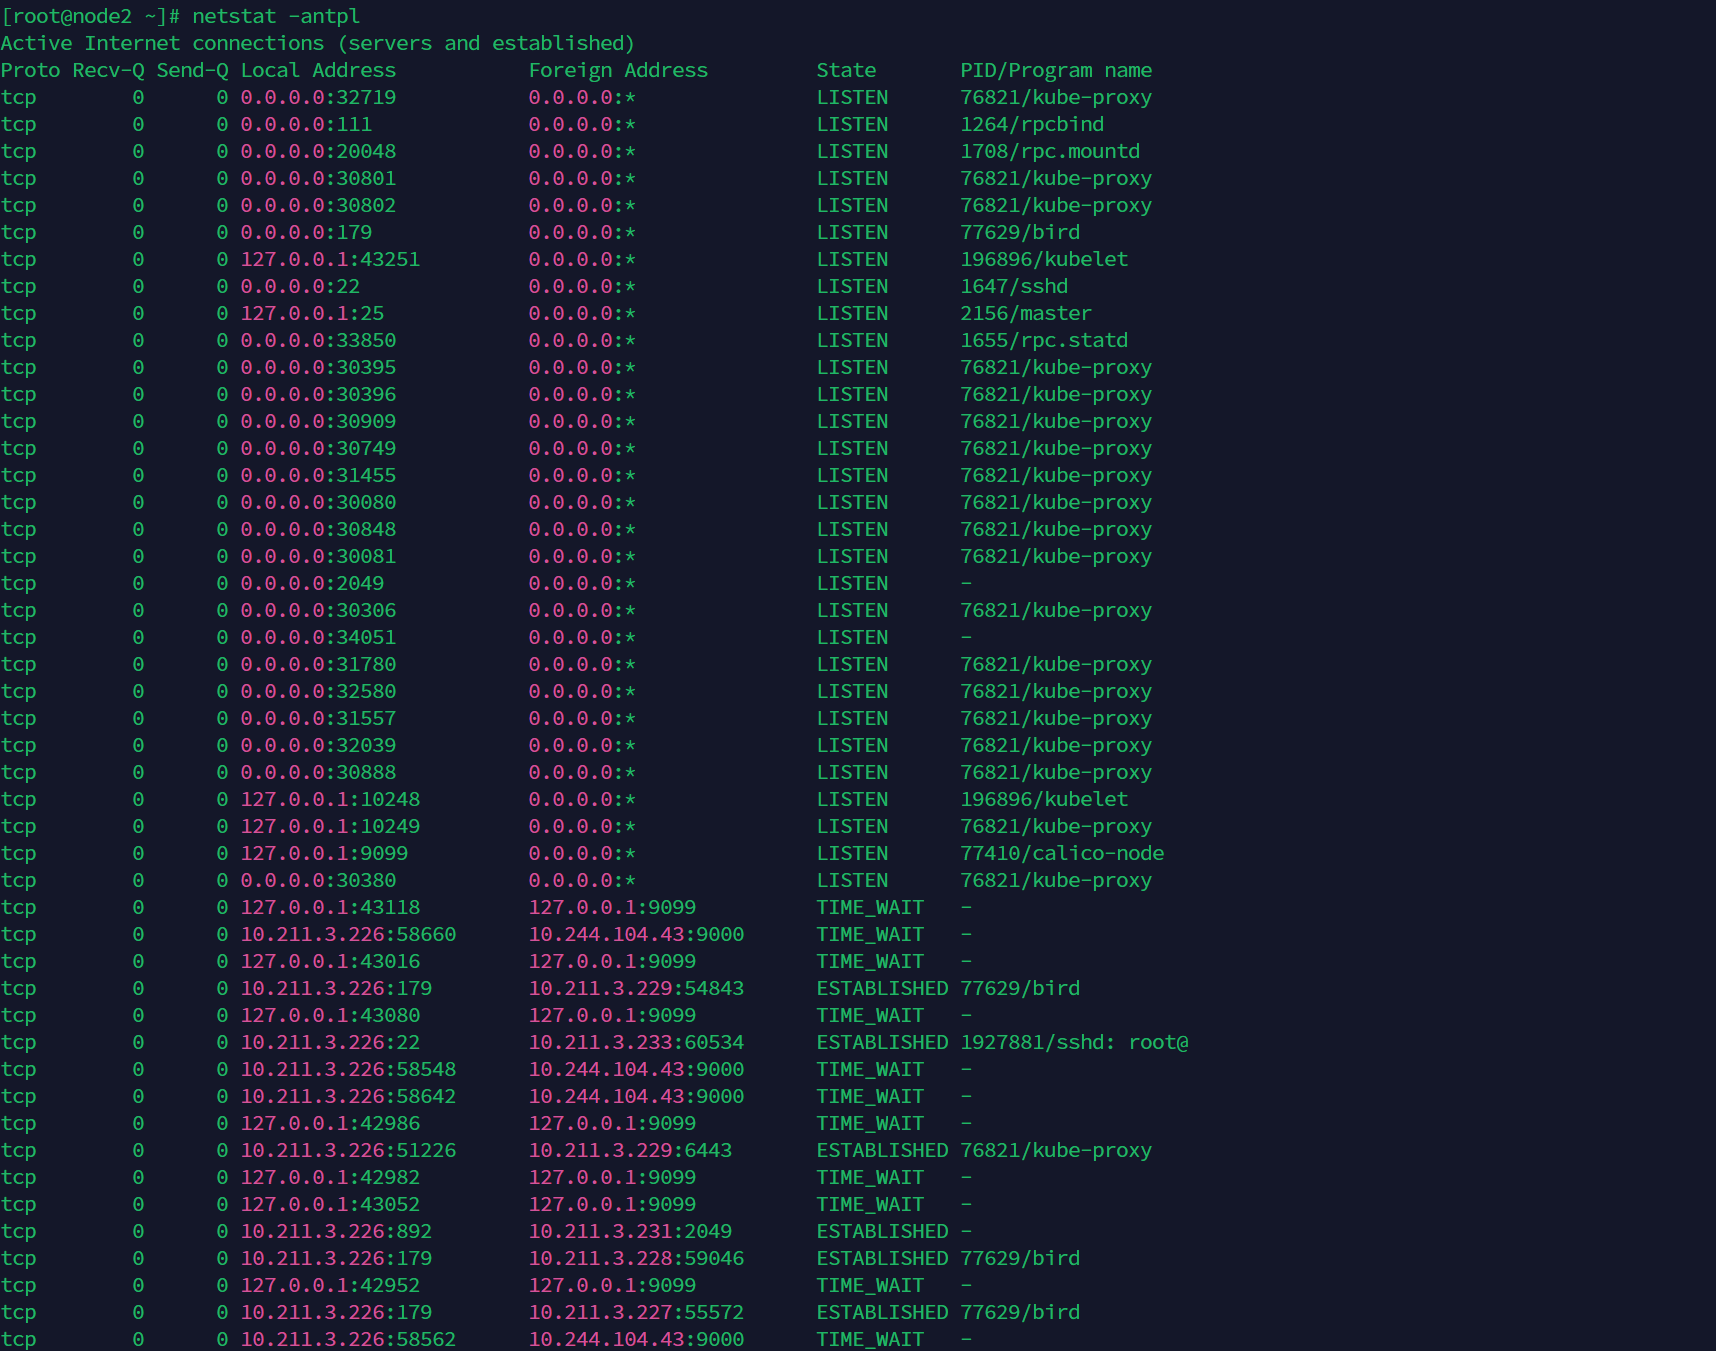 [root@node2 ~]# netstat -antpl
Active Internet connections (servers and established)
Proto Recv-Q Send-Q Local Address           Foreign Address         State       PID/Program name
tcp        0      0 0.0.0.0:32719           0.0.0.0:*               LISTEN      76821/kube-proxy
tcp        0      0 0.0.0.0:111             0.0.0.0:*               LISTEN      1264/rpcbind
tcp        0      0 0.0.0.0:20048           0.0.0.0:*               LISTEN      1708/rpc.mountd
tcp        0      0 0.0.0.0:30801           0.0.0.0:*               LISTEN      76821/kube-proxy
tcp        0      0 0.0.0.0:30802           0.0.0.0:*               LISTEN      76821/kube-proxy
tcp        0      0 0.0.0.0:179             0.0.0.0:*               LISTEN      77629/bird
tcp        0      0 127.0.0.1:43251         0.0.0.0:*               LISTEN      196896/kubelet
tcp        0      0 0.0.0.0:22              0.0.0.0:*               LISTEN      1647/sshd
tcp        0      0 127.0.0.1:25            0.0.0.0:*               LISTEN      2156/master
tcp        0      0 0.0.0.0:33850           0.0.0.0:*               LISTEN      1655/rpc.statd
tcp        0      0 0.0.0.0:30395           0.0.0.0:*               LISTEN      76821/kube-proxy
tcp        0      0 0.0.0.0:30396           0.0.0.0:*               LISTEN      76821/kube-proxy
tcp        0      0 0.0.0.0:30909           0.0.0.0:*               LISTEN      76821/kube-proxy
tcp        0      0 0.0.0.0:30749           0.0.0.0:*               LISTEN      76821/kube-proxy
tcp        0      0 0.0.0.0:31455           0.0.0.0:*               LISTEN      76821/kube-proxy
tcp        0      0 0.0.0.0:30080           0.0.0.0:*               LISTEN      76821/kube-proxy
tcp        0      0 0.0.0.0:30848           0.0.0.0:*               LISTEN      76821/kube-proxy
tcp        0      0 0.0.0.0:30081           0.0.0.0:*               LISTEN      76821/kube-proxy
tcp        0      0 0.0.0.0:2049            0.0.0.0:*               LISTEN      -
tcp        0      0 0.0.0.0:30306           0.0.0.0:*               LISTEN      76821/kube-proxy
tcp        0      0 0.0.0.0:34051           0.0.0.0:*               LISTEN      -
tcp        0      0 0.0.0.0:31780           0.0.0.0:*               LISTEN      76821/kube-proxy
tcp        0      0 0.0.0.0:32580           0.0.0.0:*               LISTEN      76821/kube-proxy
tcp        0      0 0.0.0.0:31557           0.0.0.0:*               LISTEN      76821/kube-proxy
tcp        0      0 0.0.0.0:32039           0.0.0.0:*               LISTEN      76821/kube-proxy
tcp        0      0 0.0.0.0:30888           0.0.0.0:*               LISTEN      76821/kube-proxy
tcp        0      0 127.0.0.1:10248         0.0.0.0:*               LISTEN      196896/kubelet
tcp        0      0 127.0.0.1:10249         0.0.0.0:*               LISTEN      76821/kube-proxy
tcp        0      0 127.0.0.1:9099          0.0.0.0:*               LISTEN      77410/calico-node
tcp        0      0 0.0.0.0:30380           0.0.0.0:*               LISTEN      76821/kube-proxy
tcp        0      0 127.0.0.1:43118         127.0.0.1:9099          TIME_WAIT   -
tcp        0      0 10.211.3.226:58660      10.244.104.43:9000      TIME_WAIT   -
tcp        0      0 127.0.0.1:43016         127.0.0.1:9099          TIME_WAIT   -
tcp        0      0 10.211.3.226:179        10.211.3.229:54843      ESTABLISHED 77629/bird
tcp        0      0 127.0.0.1:43080         127.0.0.1:9099          TIME_WAIT   -
tcp        0      0 10.211.3.226:22         10.211.3.233:60534      ESTABLISHED 1927881/sshd: root@
tcp        0      0 10.211.3.226:58548      10.244.104.43:9000      TIME_WAIT   -
tcp        0      0 10.211.3.226:58642      10.244.104.43:9000      TIME_WAIT   -
tcp        0      0 127.0.0.1:42986         127.0.0.1:9099          TIME_WAIT   -
tcp        0      0 10.211.3.226:51226      10.211.3.229:6443       ESTABLISHED 76821/kube-proxy
tcp        0      0 127.0.0.1:42982         127.0.0.1:9099          TIME_WAIT   -
tcp        0      0 127.0.0.1:43052         127.0.0.1:9099          TIME_WAIT   -
tcp        0      0 10.211.3.226:892        10.211.3.231:2049       ESTABLISHED -
tcp        0      0 10.211.3.226:179        10.211.3.228:59046      ESTABLISHED 77629/bird
tcp        0      0 127.0.0.1:42952         127.0.0.1:9099          TIME_WAIT   -
tcp        0      0 10.211.3.226:179        10.211.3.227:55572      ESTABLISHED 77629/bird
tcp        0      0 10.211.3.226:58562      10.244.104.43:9000      TIME_WAIT   -